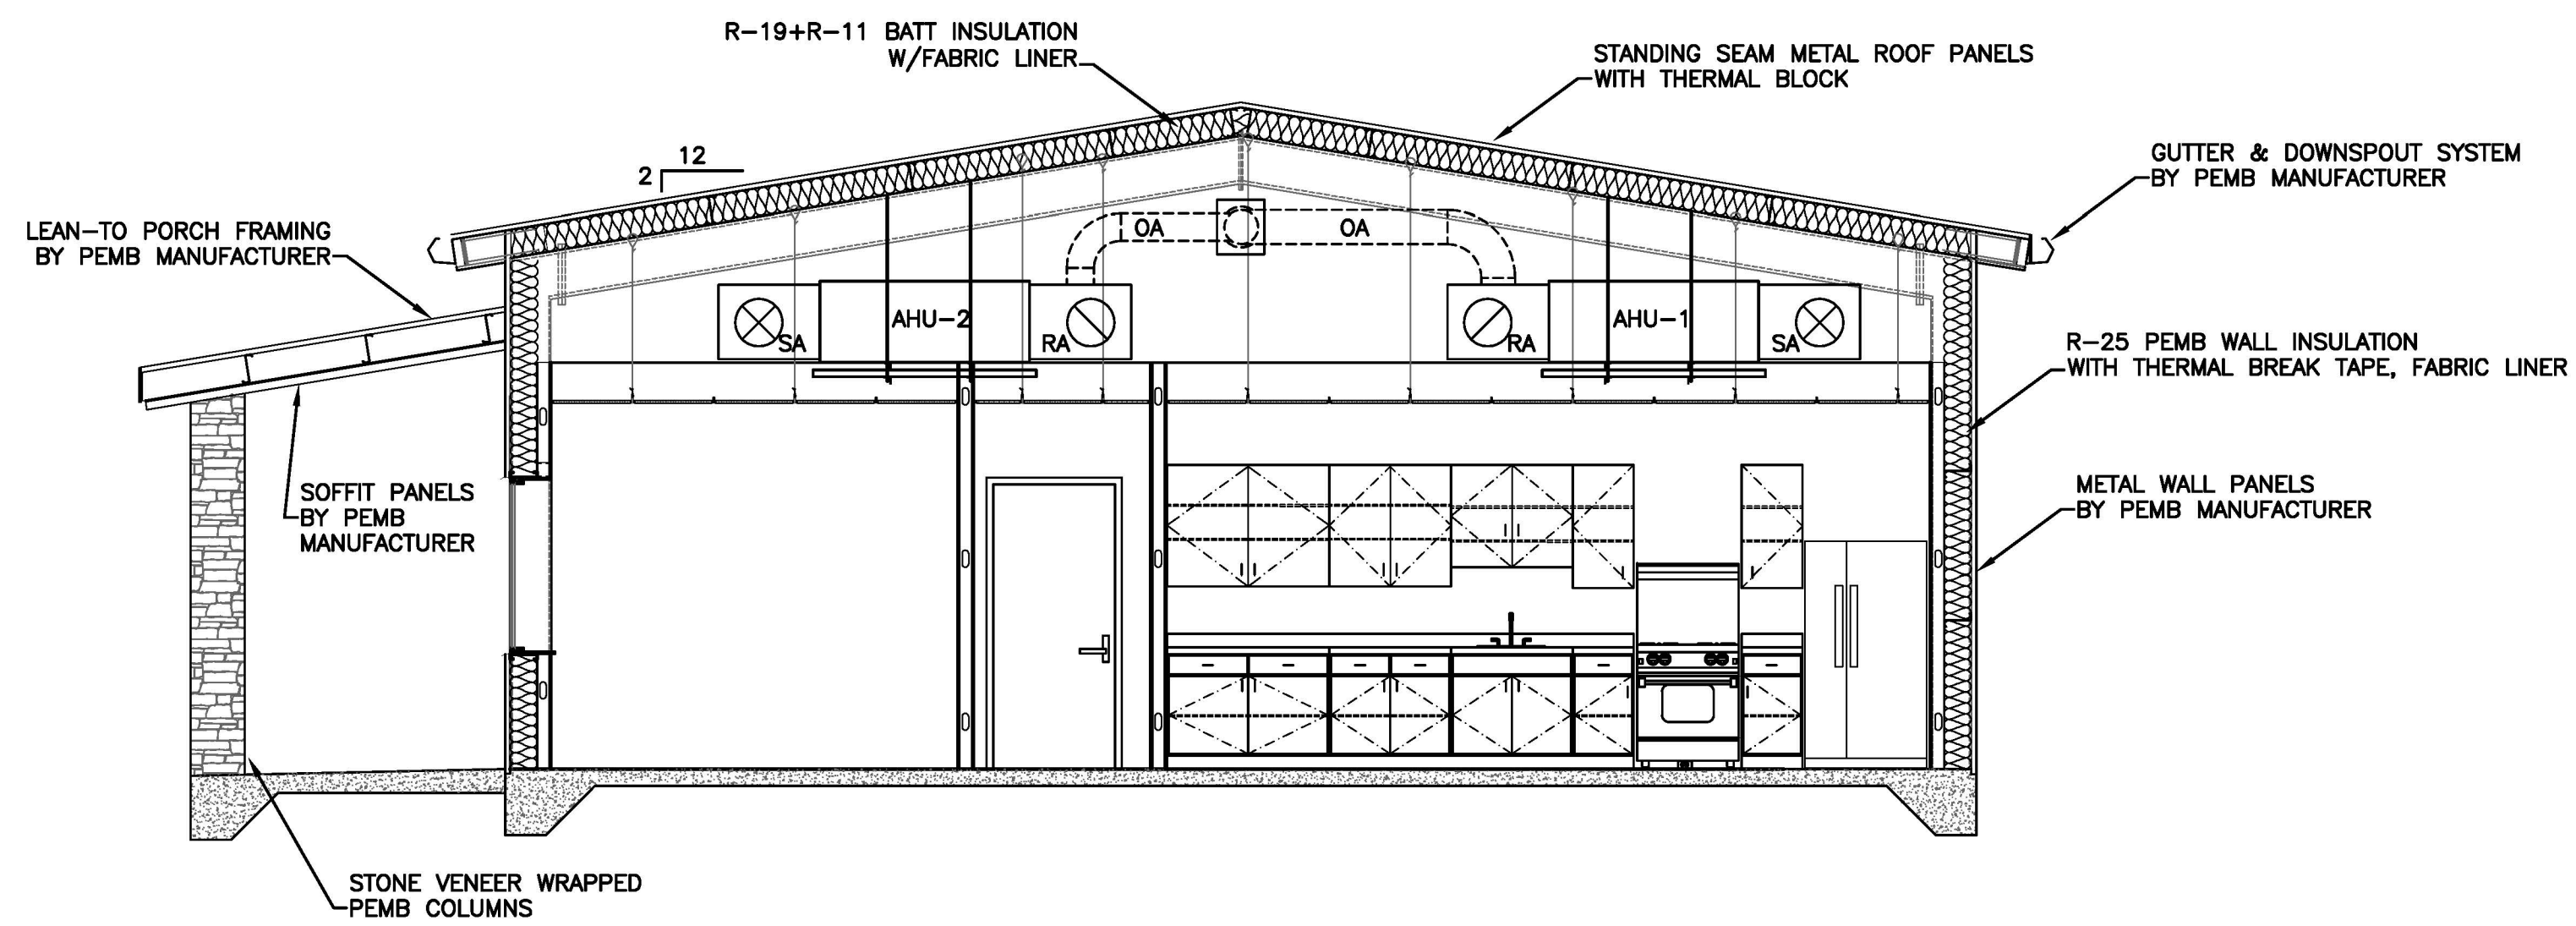 R-19+R-11 BATT INSULATION
W/FABRIC LINER
STANDING SEAM METAL ROOF PANELS
WITH THERMAL BLOCK
12
2
GUTTER & DOWNSPOUT SYSTEM
BY PEMB MANUFACTURER
LEAN-TO PORCH FRAMING
BY PEMB MANUFACTURER
OA
OA
AHU-2
SA
RA
AHU-1
RA
SA
R-25 PEMB WALL INSULATION
WITH THERMAL BREAK TAPE, FABRIC LINER
SOFFIT PANELS
BY PEMB
MANUFACTURER
METAL WALL PANELS
BY PEMB MANUFACTURER
STONE VENEER WRAPPED
PEMB COLUMNS